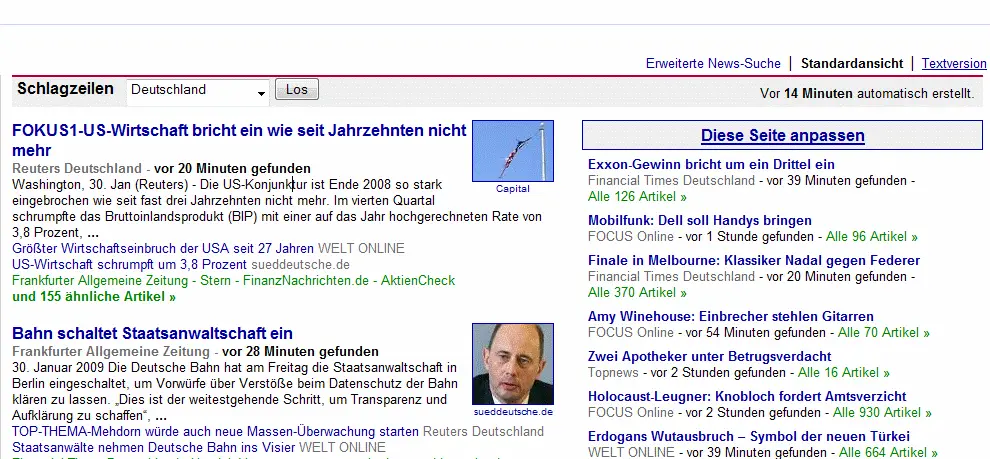 Erweiterte News-Suche | Standardansicht | Textversion
Schlagzeilen Deutschland Los Vor 14 Minuten automatisch erstellt.
FOKUS1-US-Wirtschaft bricht ein wie seit Jahrzehnten nicht
mehr
Reuters Deutschland - vor 20 Minuten gefunden
Washington, 30. Jan (Reuters) - Die US-Konjunktur ist Ende 2008 so stark
eingebrochen wie seit fast drei Jahrzehnten nicht mehr. Im vierten Quartal
schrumpfte das Bruttoinlandsprodukt (BIP) mit einer auf das Jahr hochgerechneten Rate von
3,8 Prozent, ...
Größter Wirtschaftseinbruch der USA seit 27 Jahren WELT ONLINE
US-Wirtschaft schrumpft um 3,8 Prozent sueddeutsche.de
Frankfurter Allgemeine Zeitung - Stern - FinanzNachrichten.de - AktienCheck
und 155 ähnliche Artikel »
Capital
Bahn schaltet Staatsanwaltschaft ein
Frankfurter Allgemeine Zeitung - vor 28 Minuten gefunden
30. Januar 2009 Die Deutsche Bahn hat am Freitag die Staatsanwaltschaft in
Berlin eingeschaltet, um Vorwürfe über Verstöße beim Datenschutz der Bahn
klären zu lassen. „Dies ist der weitestgehende Schritt, um Transparenz und
Aufklärung zu schaffen“, ...
sueddeutsche.de
TOP-THEMA-Mehdorn würde auch neue Massen-Überwachung starten Reuters Deutschland
Staatsanwälte nehmen Deutsche Bahn ins Visier WELT ONLINE
Diese Seite anpassen
Exxon-Gewinn bricht um ein Drittel ein
Financial Times Deutschland - vor 39 Minuten gefunden -
Alle 126 Artikel »
Mobilfunk: Dell soll Handys bringen
FOCUS Online - vor 1 Stunde gefunden - Alle 96 Artikel »
Finale in Melbourne: Klassiker Nadal gegen Federer
Financial Times Deutschland - vor 20 Minuten gefunden -
Alle 370 Artikel »
Amy Winehouse: Einbrecher stehlen Gitarren
FOCUS Online - vor 54 Minuten gefunden - Alle 70 Artikel »
Zwei Apotheker unter Betrugsverdacht
Topnews - vor 2 Stunden gefunden - Alle 16 Artikel »
Holocaust-Leugner: Knobloch fordert Amtsverzicht
FOCUS Online - vor 2 Stunden gefunden - Alle 930 Artikel »
Erdogans Wutausbruch – Symbol der neuen Türkei
WELT ONLINE - vor 39 Minuten gefunden - Alle 664 Artikel »